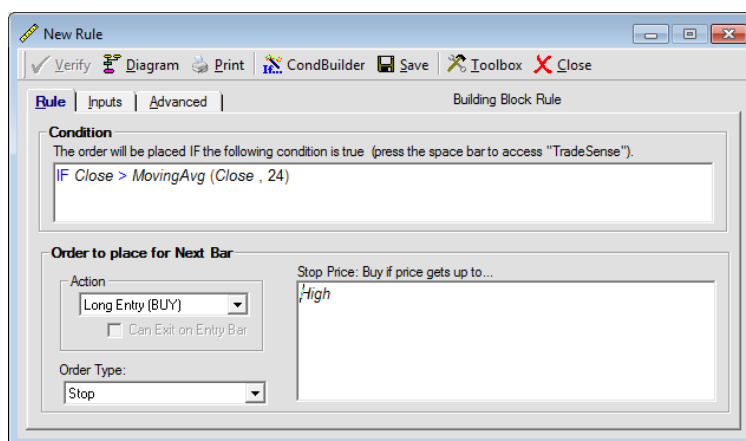 New Rule
Verify Diagram Print CondBuilder Save Toolbox Close
Rule Inputs Advanced Building Block Rule
Condition
The order will be placed IF the following condition is true (press the space bar to access "TradeSense").
IF Close > MovingAvg (Close , 24)
Order to place for Next Bar
Action
Long Entry (BUY)
Can Exit on Entry Bar
Order Type:
Stop
Stop Price: Buy if price gets up to...
High